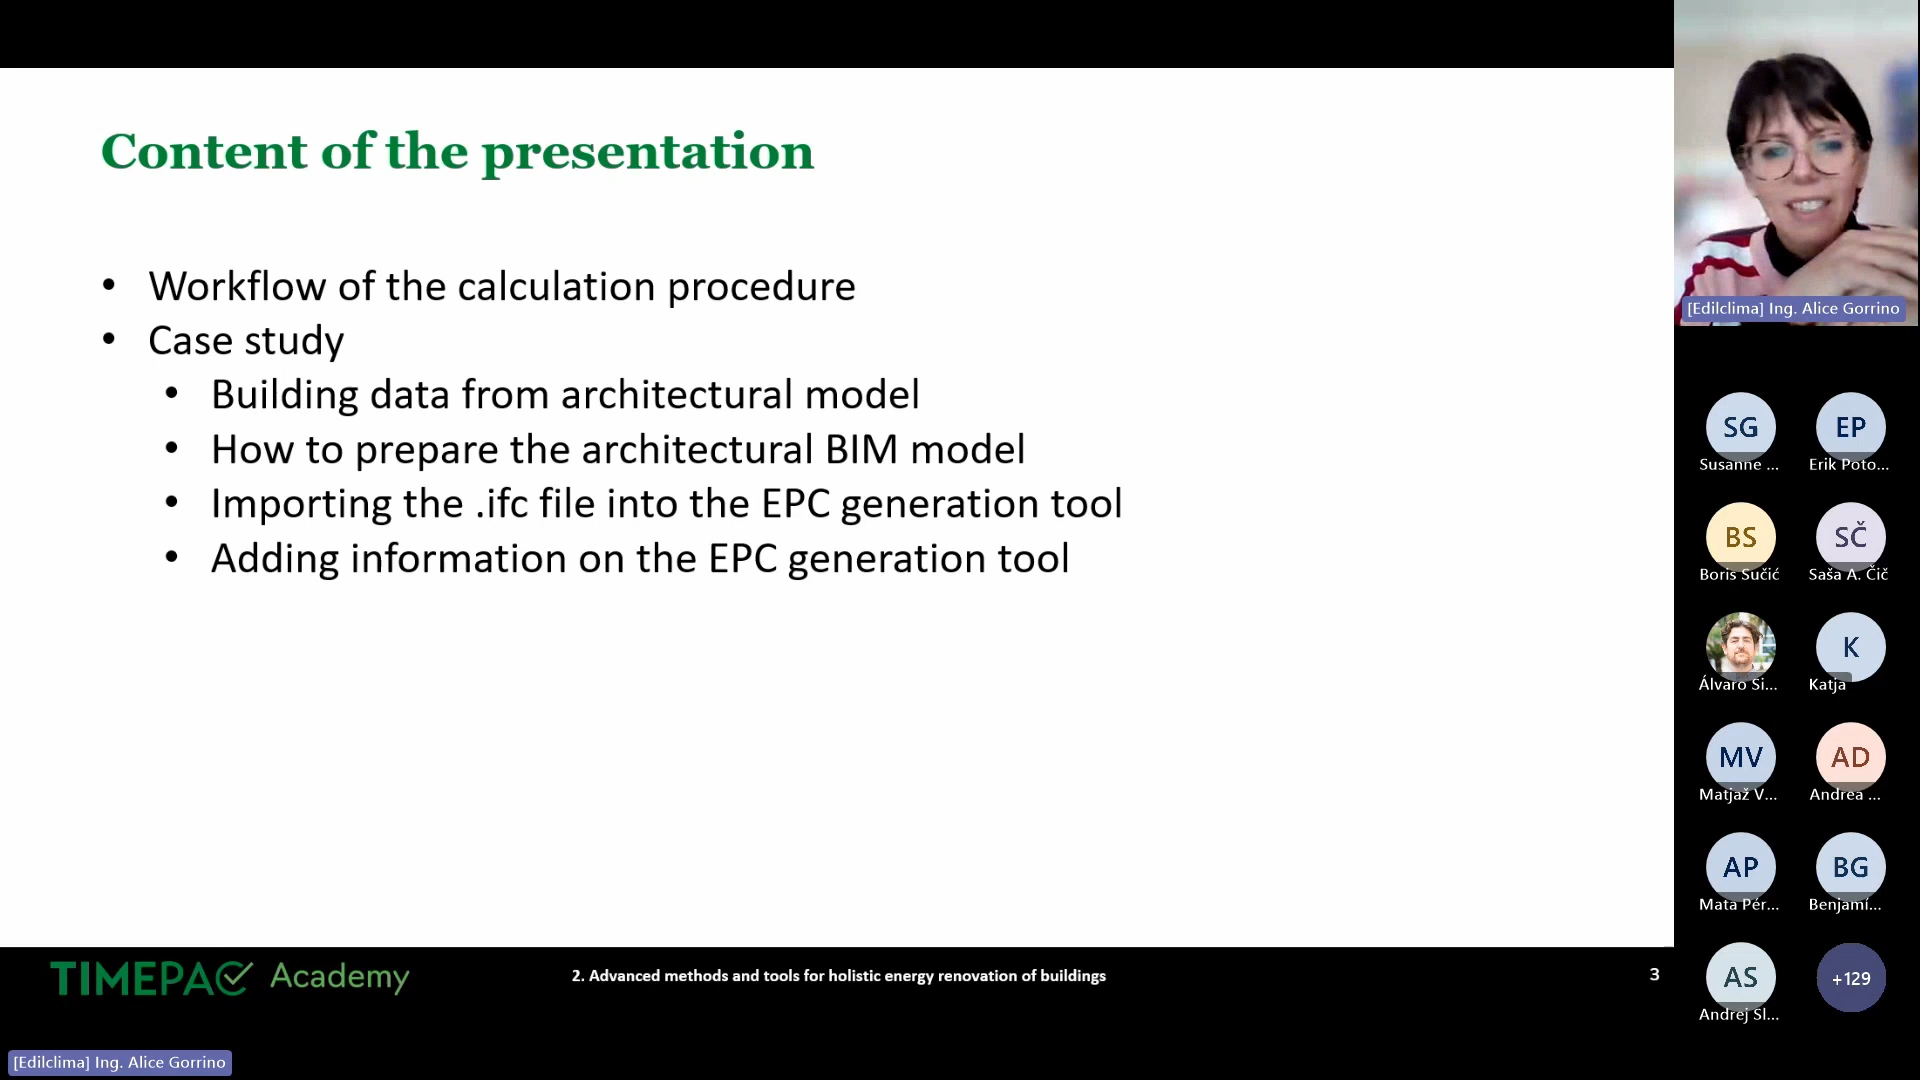 Content of the presentation
• Workflow of the calculation procedure
• Case study
• Building data from architectural model
• How to prepare the architectural BIM model
• Importing the .ifc file into the EPC generation tool
• Adding information on the EPC generation tool
TIMEPAC Academy
2. Advanced methods and tools for holistic energy renovation of buildings
3
[Edilclima] Ing. Alice Gorrino
[Edilclima] Ing. Alice Gorrino
SG
Susanne ...
EP
Erik Poto...
BS
Boris Sučić
SČ
Saša A. Čič
Álvaro Si...
K
Katja
MV
Matjaž V...
AD
Andrea ...
AP
Mata Pér...
BG
Benjamí...
AS
Andrej Sl...
+129